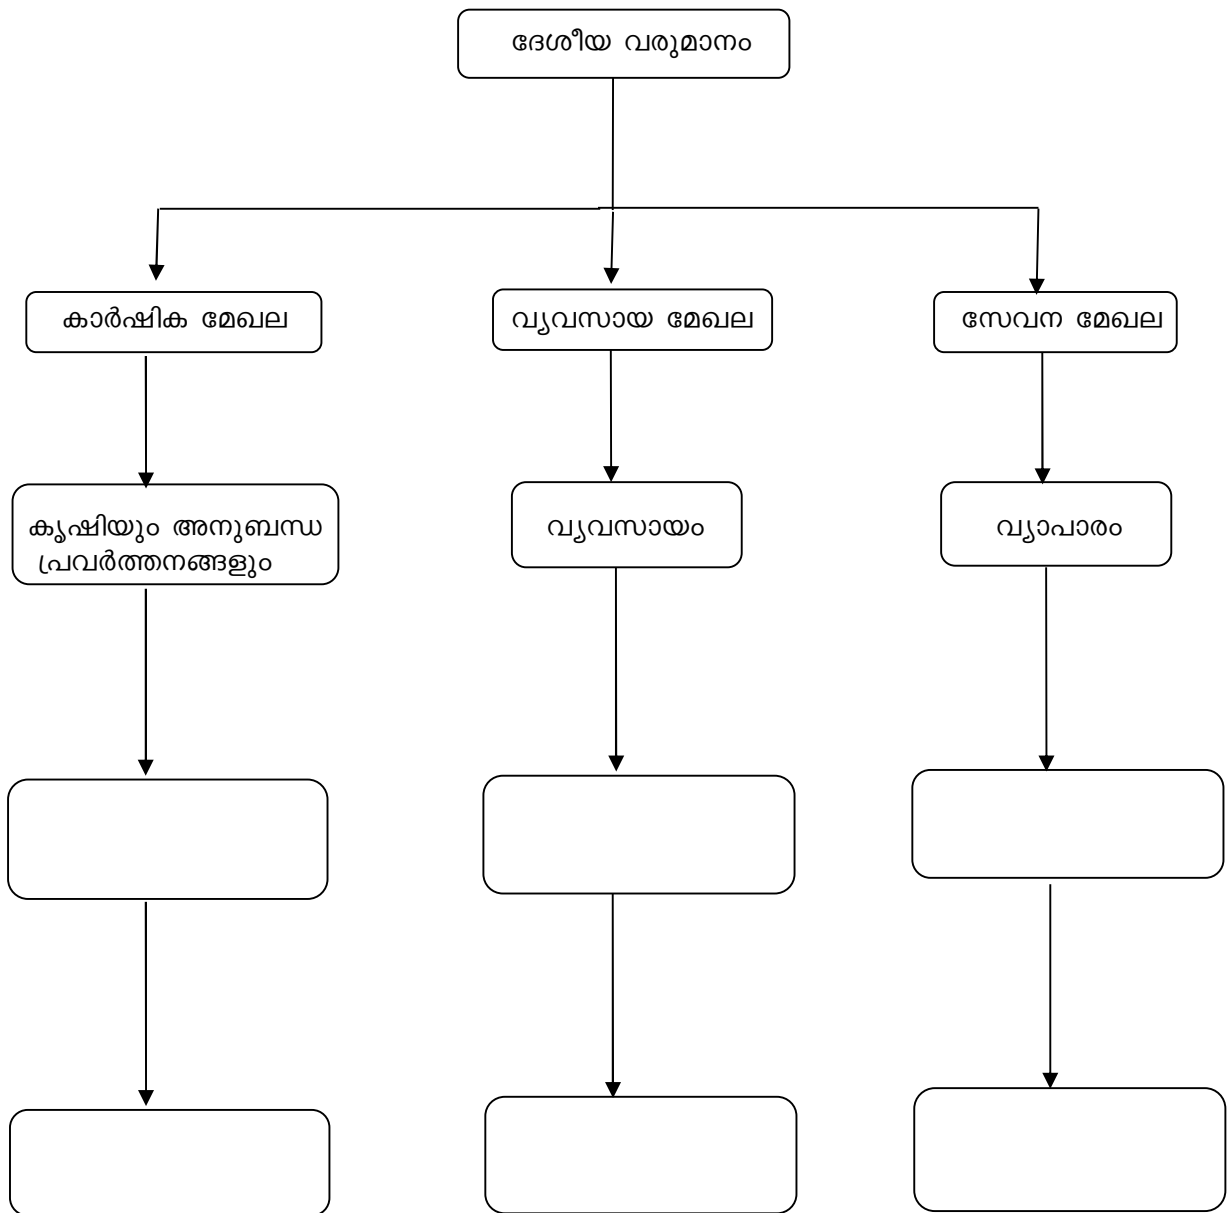 ദേശീയ വരുമാനം
കാർഷിക മേഖല
വ്യവസായ മേഖല
സേവന മേഖല
കൃഷിയും അനുബന്ധ
പ്രവർത്തനങ്ങളും
വ്യവസായം
വ്യാപാരം